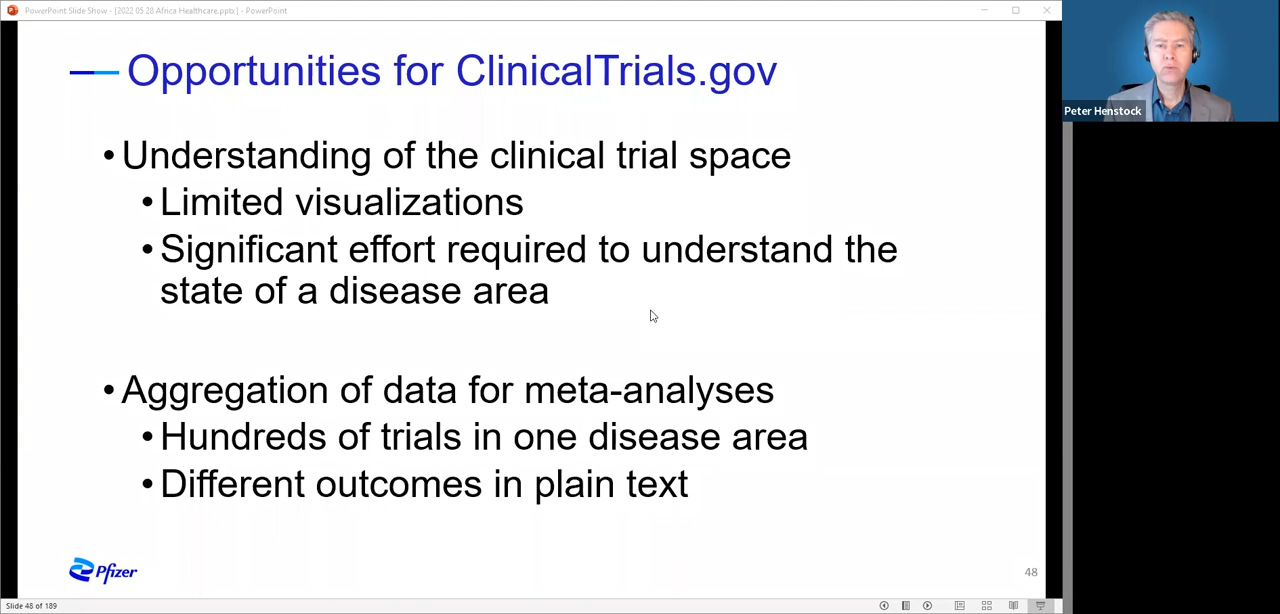 PowerPoint Slide Show - [2022 05 28 Africa Healthcare.pptx] - PowerPoint
Opportunities for ClinicalTrials.gov
Peter Henstock
•Understanding of the clinical trial space
•Limited visualizations
•Significant effort required to understand the
state of a disease area
•Aggregation of data for meta-analyses
•Hundreds of trials in one disease area
•Different outcomes in plain text
Pfizer
48
Slide 48 of 189